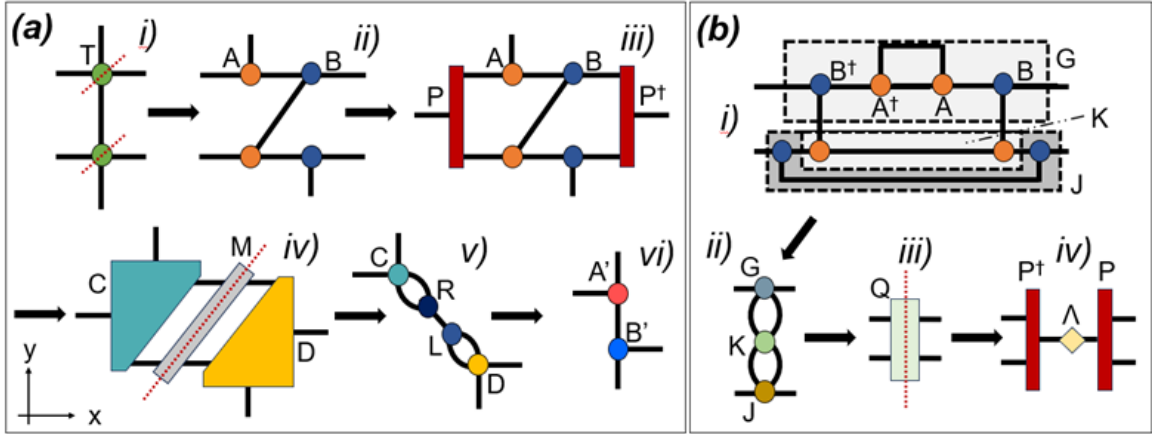 (a)
i)
T
ii)
A
B
iii)
A
B
P
P†
iv)
C
M
D
v)
C
R
L
D
vi)
A'
B'
y
x
(b)
i)
B†
A†
A
B
G
K
J
ii)
G
K
J
iii)
Q
iv)
P†
Λ
P